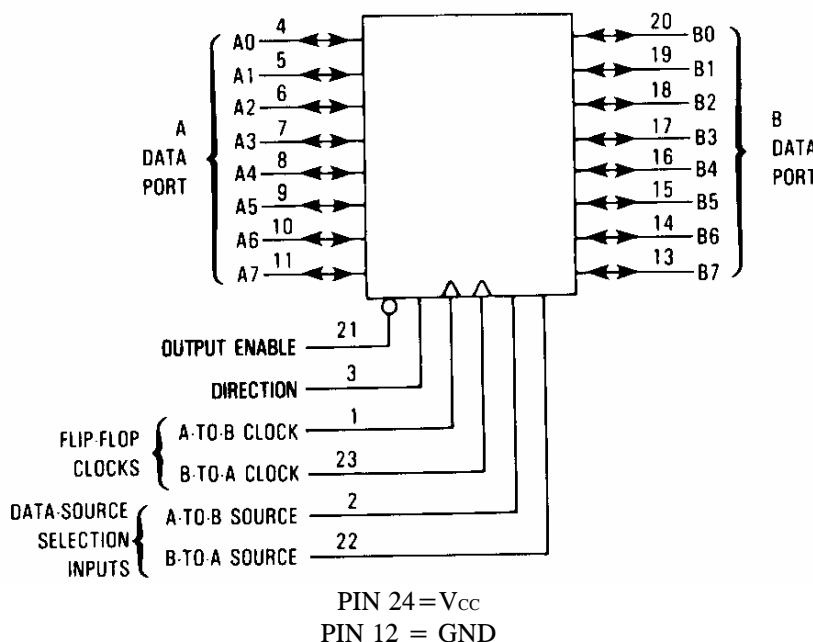 A0 4 20 B0
A1 5 19 B1
A2 6 18 B2
A3 7 17 B3
A4 8 16 B4
A5 9 15 B5
A6 10 14 B6
A7 11 13 B7
A
DATA
PORT
B
DATA
PORT
OUTPUT ENABLE 21
DIRECTION 3
FLIP-FLOP
CLOCKS
A-TO-B CLOCK 1
B-TO-A CLOCK 23
DATA-SOURCE
SELECTION
INPUTS
A-TO-B SOURCE 2
B-TO-A SOURCE 22
PIN 24=VCC
PIN 12 = GND